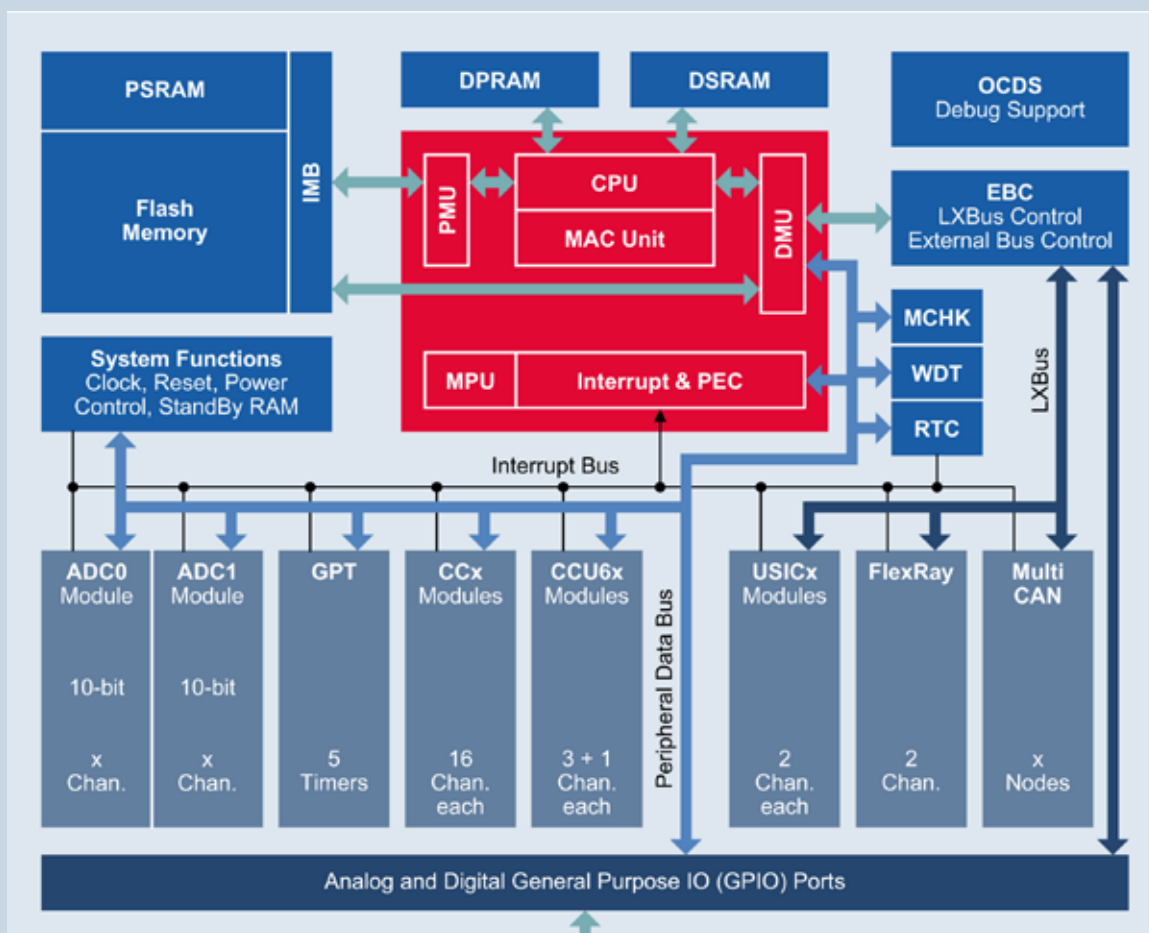 PSRAM
Flash
Memory
IMB
DPRAM
DSRAM
OCDS
Debug Support
PMU
CPU
MAC Unit
DMU
EBC
LXBus Control
External Bus Control
MPU
Interrupt & PEC
MCHK
WDT
RTC
LXBus
System Functions
Clock, Reset, Power
Control, StandBy RAM
Interrupt Bus
ADC0
Module
10-bit
x
Chan.
ADC1
Module
10-bit
x
Chan.
GPT
5
Timers
CCx
Modules
16
Chan.
each
CCU6x
Modules
3 + 1
Chan.
each
Peripheral Data Bus
USICx
Modules
2
Chan.
each
FlexRay
2
Chan.
Multi
CAN
x
Nodes
Analog and Digital General Purpose IO (GPIO) Ports